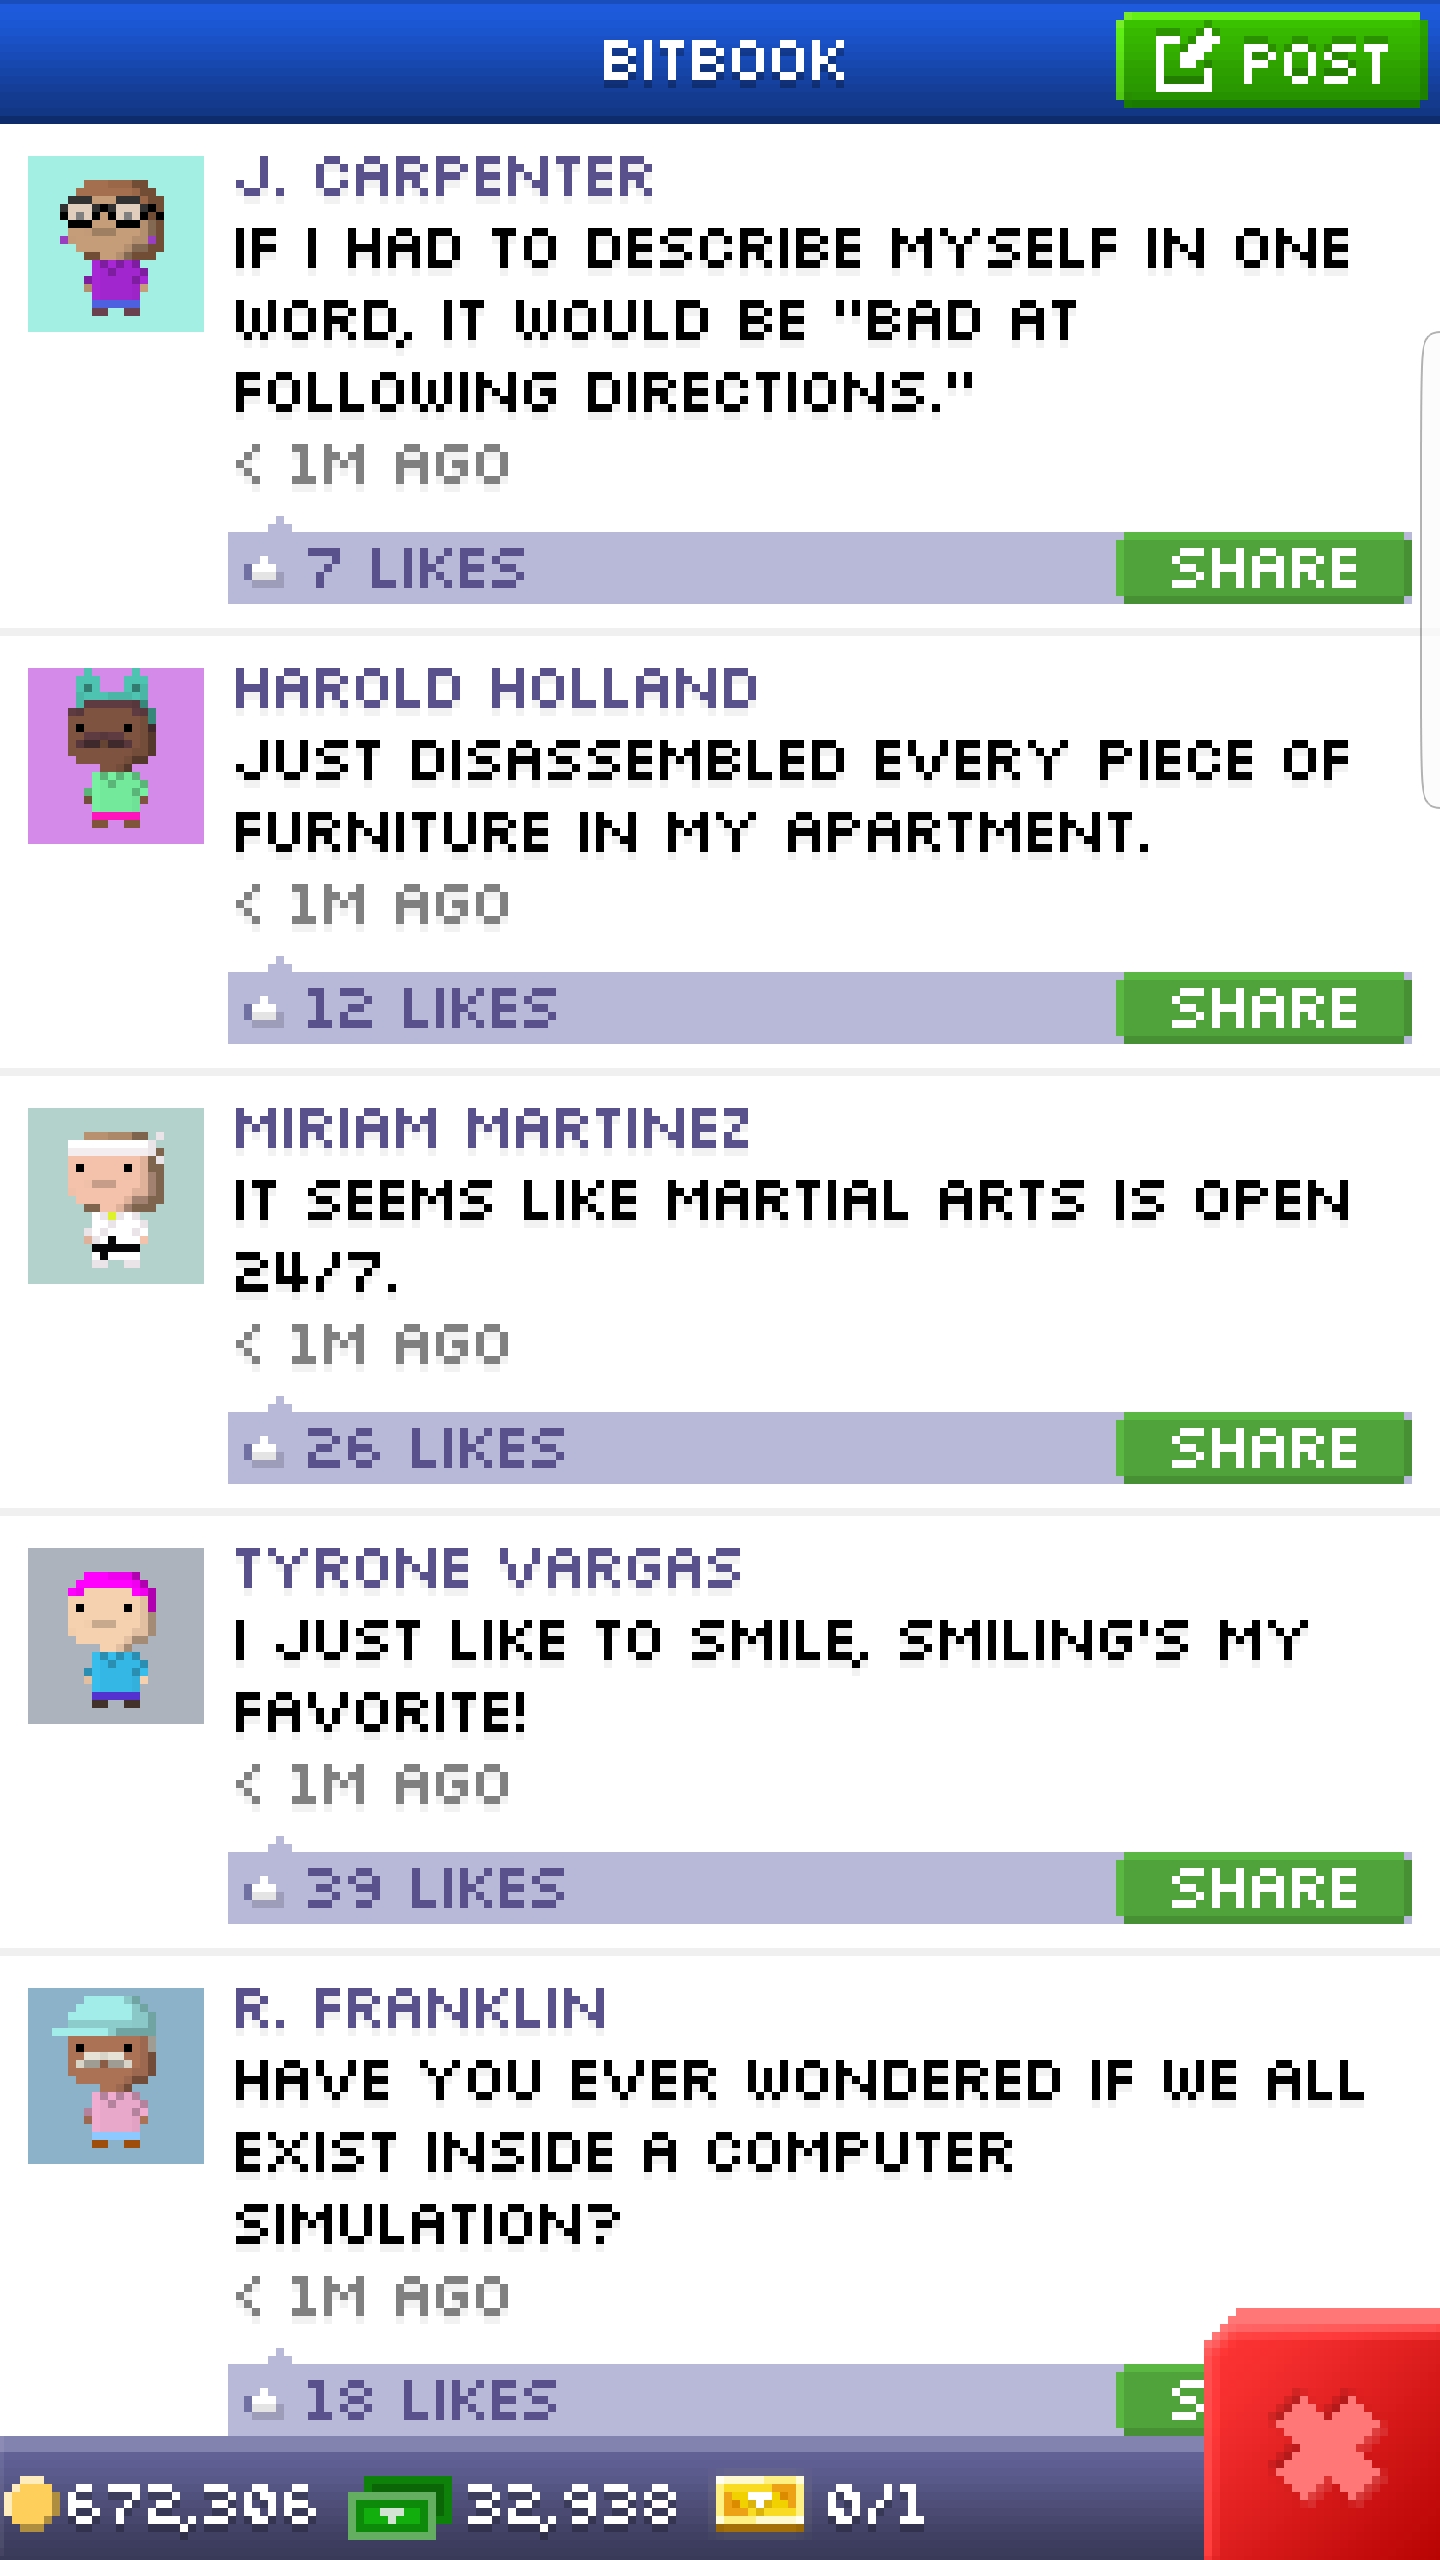 BITBOOK
POST
J. CARPENTER
IF I HAD TO DESCRIBE MYSELF IN ONE
WORD, IT WOULD BE "BAD AT
FOLLOWING DIRECTIONS."
< 1M AGO
7 LIKES
SHARE
HAROLD HOLLAND
JUST DISASSEMBLED EVERY PIECE OF
FURNITURE IN MY APARTMENT.
< 1M AGO
12 LIKES
SHARE
MIRIAM MARTINEZ
IT SEEMS LIKE MARTIAL ARTS IS OPEN
24/7.
< 1M AGO
26 LIKES
SHARE
TYRONE VARGAS
I JUST LIKE TO SMILE, SMILING'S MY
FAVORITE!
< 1M AGO
39 LIKES
SHARE
R. FRANKLIN
HAVE YOU EVER WONDERED IF WE ALL
EXIST INSIDE A COMPUTER
SIMULATION?
< 1M AGO
18 LIKES
672,306
32,938
0/1